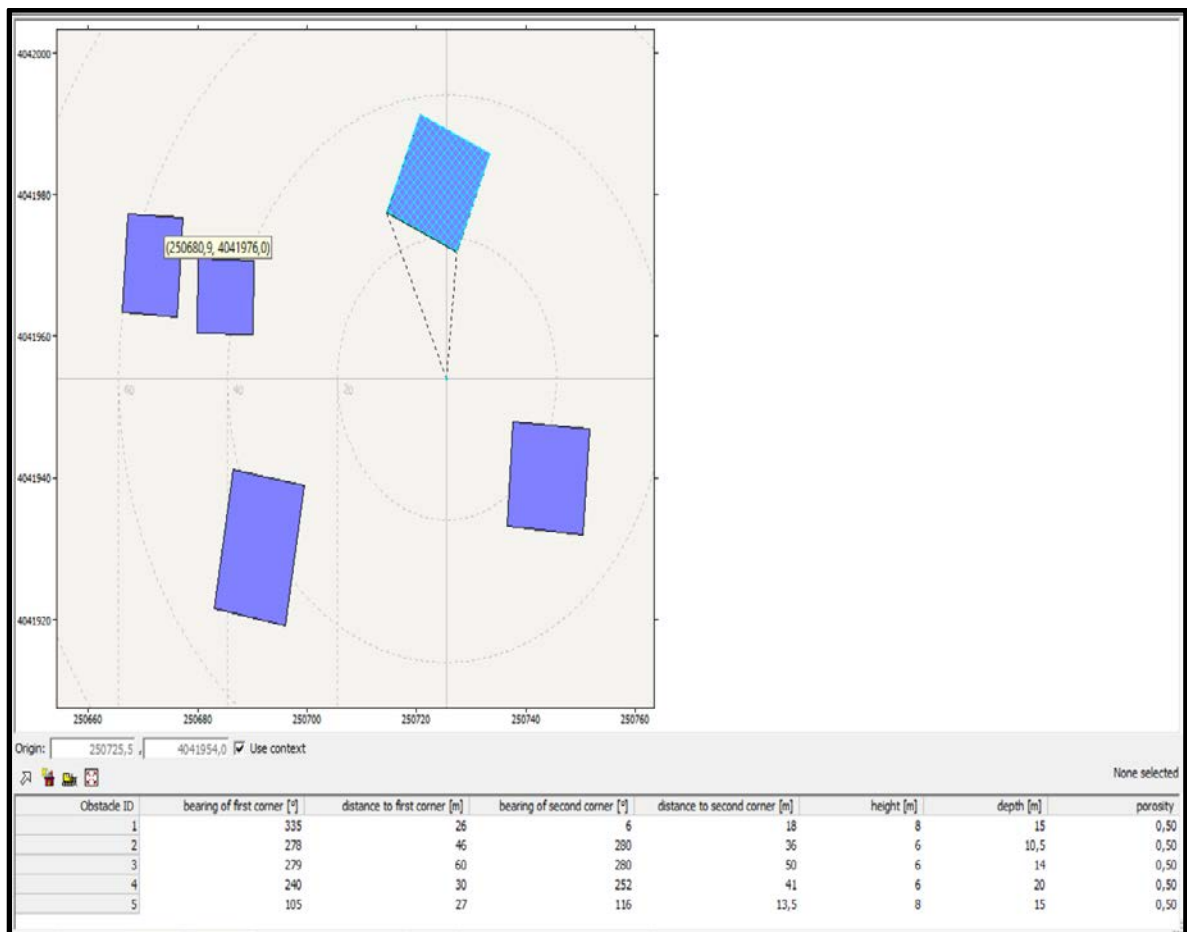 4042000
4041980
(250680,9, 4041976,0)
4041960
60 40 20
4041940
4041920
250660 250680 250700 250720 250740 250760
Origin: 250725,5 , 4041954,0 Use context
None selected
Obstacle ID bearing of first corner [º] distance to first corner [m] bearing of second corner [º] distance to second corner [m] height [m] depth [m] porosity
1 335 26 6 18 8 15 0,50
2 278 46 280 36 6 10,5 0,50
3 279 60 280 50 6 14 0,50
4 240 30 252 41 6 20 0,50
5 105 27 116 13,5 8 15 0,50